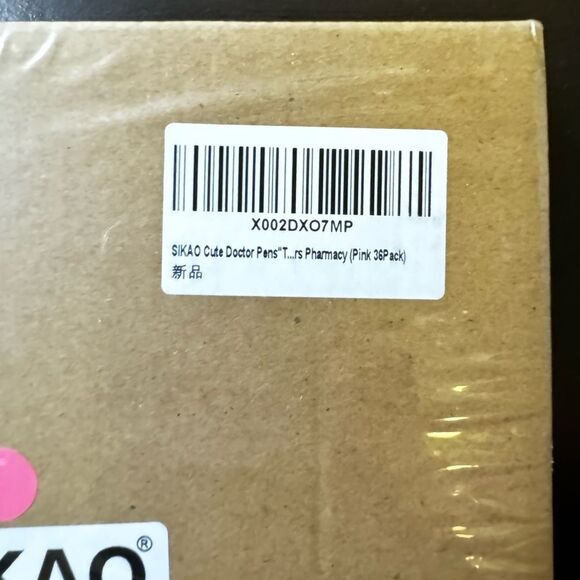 X002DXO7MP
SIKAO Cute Doctor Pens"T...rs Pharmacy (Pink 36Pack)
新品
KAO®